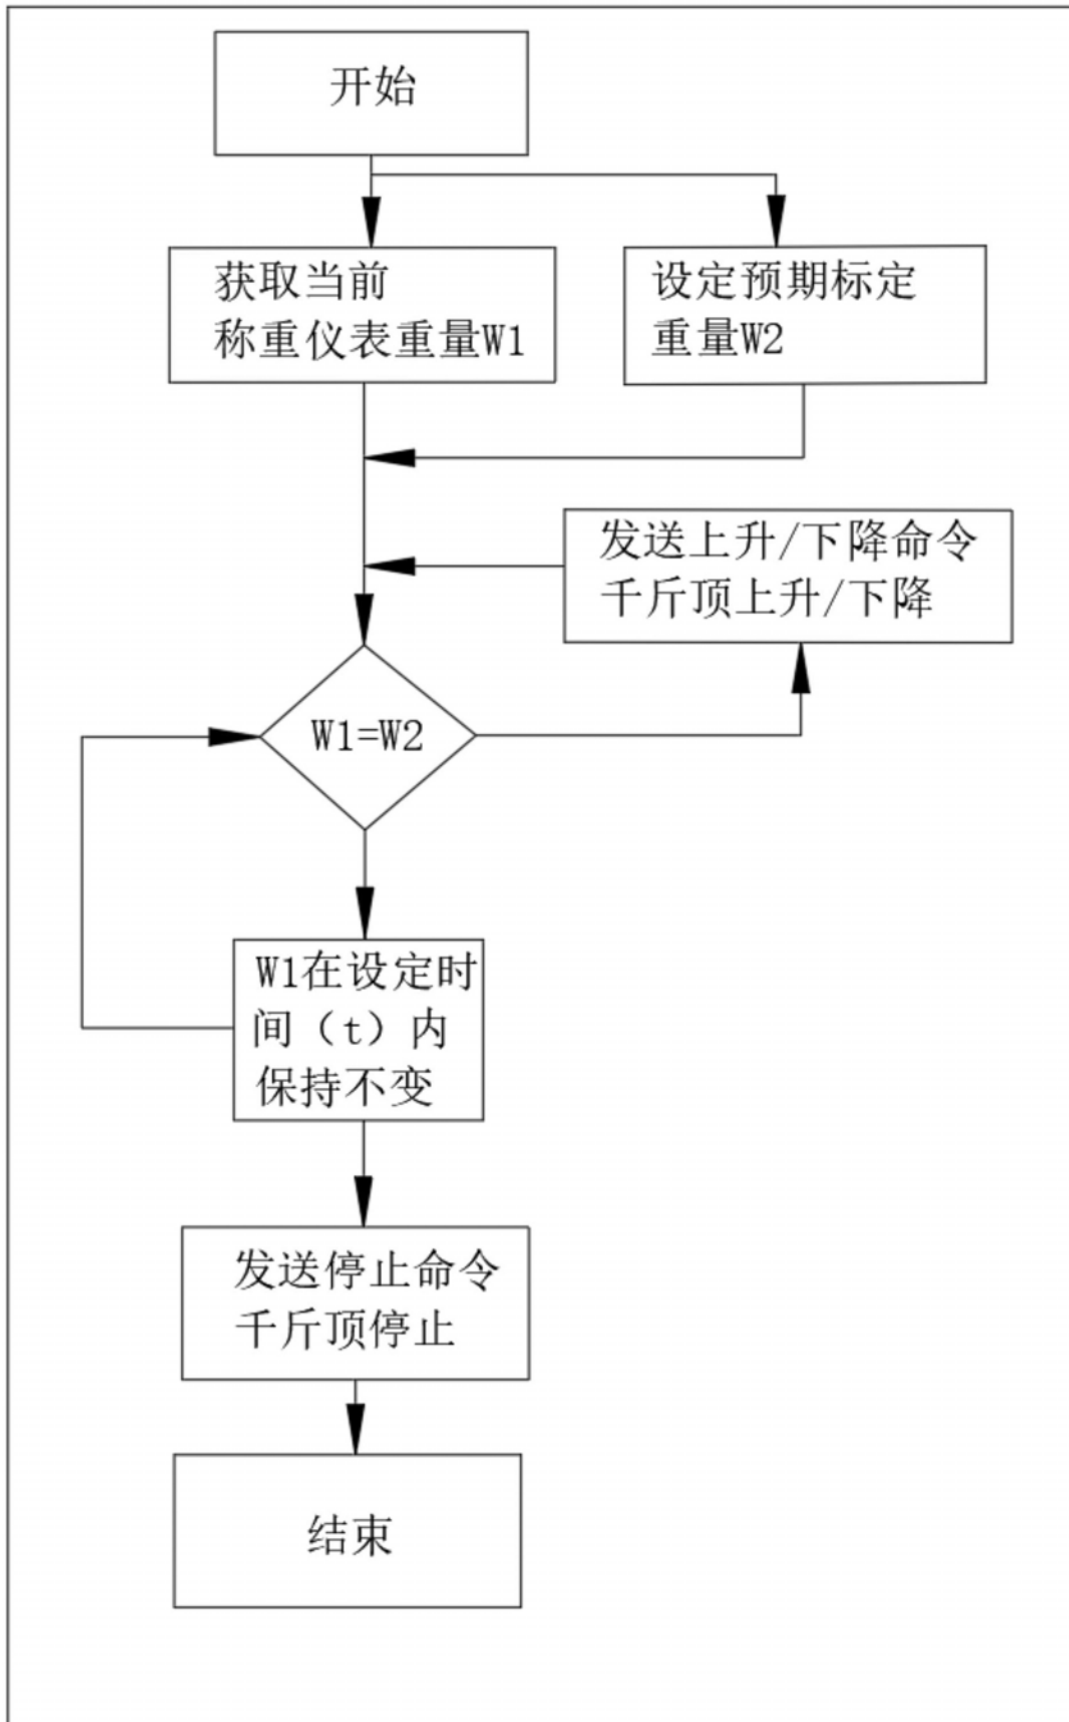 开始
获取当前
称重仪表重量W1
设定预期标定
重量W2
发送上升/下降命令
千斤顶上升/下降
W1=W2
W1在设定时
间（t）内
保持不变
发送停止命令
千斤顶停止
结束